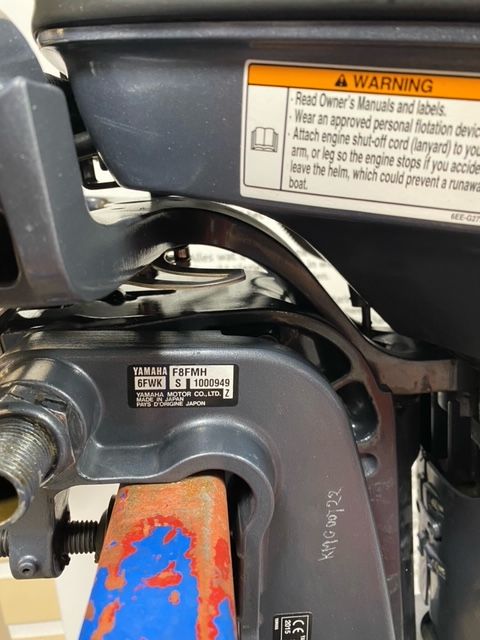 WARNING
· Read Owner's Manuals and labels.
· Wear an approved personal flotation devic
· Attach engine shut-off cord (lanyard) to you
arm, or leg so the engine stops if you accide
leave the helm, which could prevent a runawa
boat.
6EE-G27
YAMAHA F8FMH
6FWK S 1000949
YAMAHA MOTOR CO.,LTD.
MADE IN JAPAN
PAYS D'ORIGINE JAPON Z
CE
2015